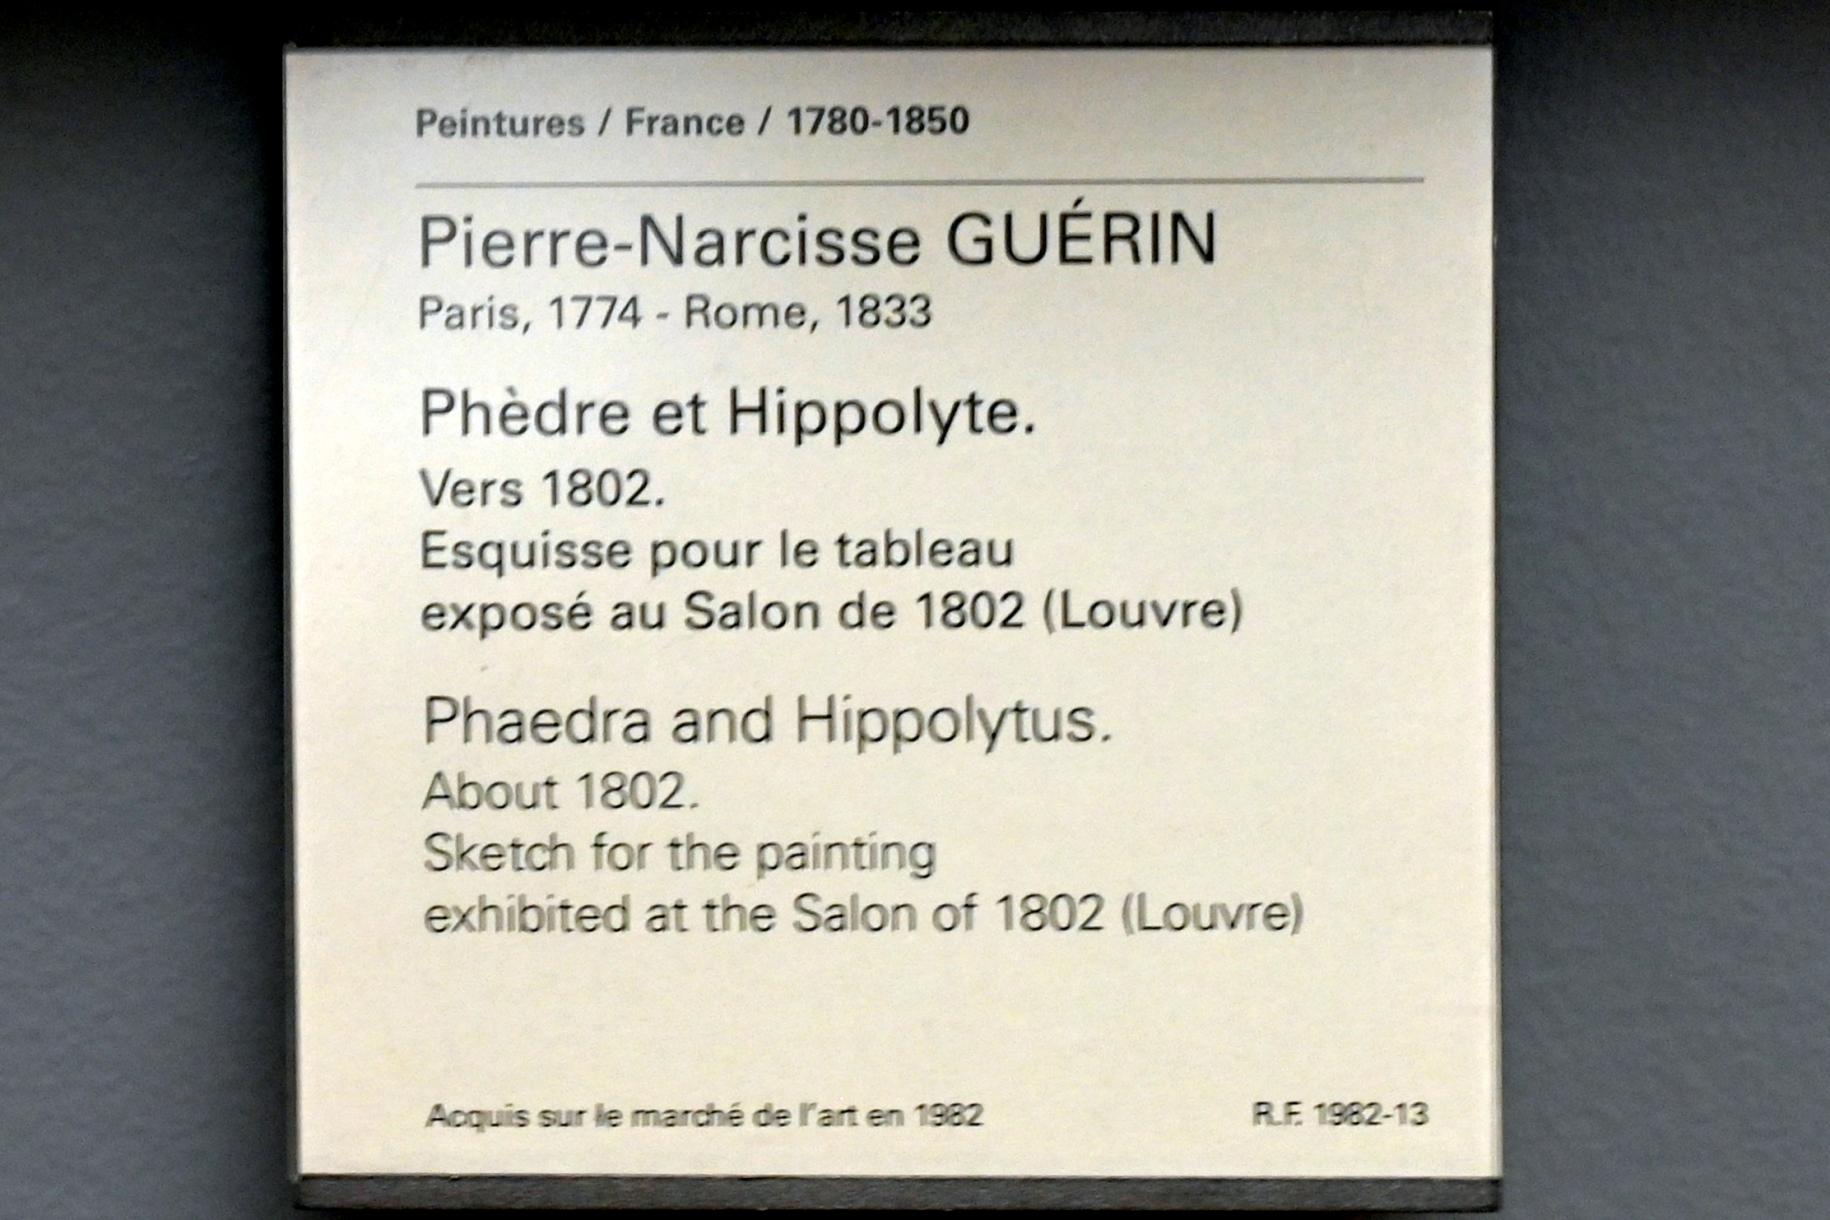 Peintures / France / 1780-1850
Pierre-Narcisse GUÉRIN
Paris, 1774 - Rome, 1833
Phèdre et Hippolyte.
Vers 1802.
Esquisse pour le tableau
exposé au Salon de 1802 (Louvre)
Phaedra and Hippolytus.
About 1802.
Sketch for the painting
exhibited at the Salon of 1802 (Louvre)
Acquis sur le marché de l'art en 1982 R.F. 1982-13